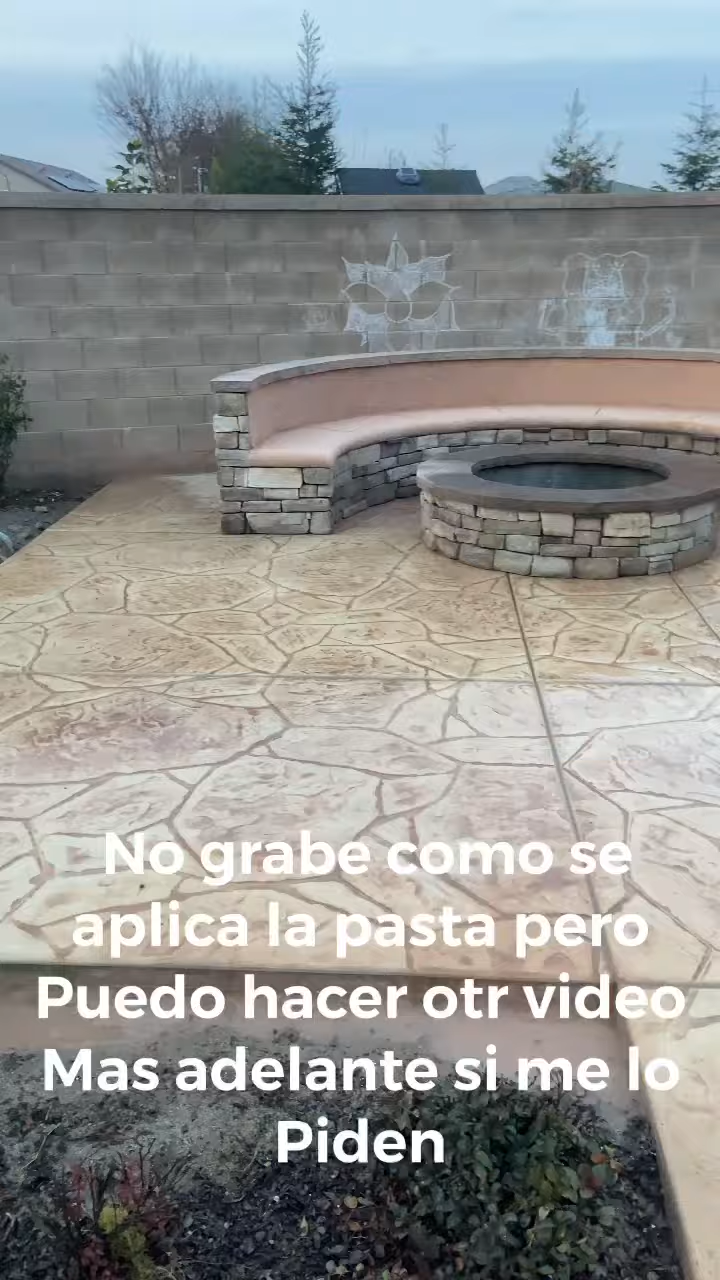 No grabe como se
aplica la pasta pero
Puedo hacer otr video
Mas adelante si me lo
Piden